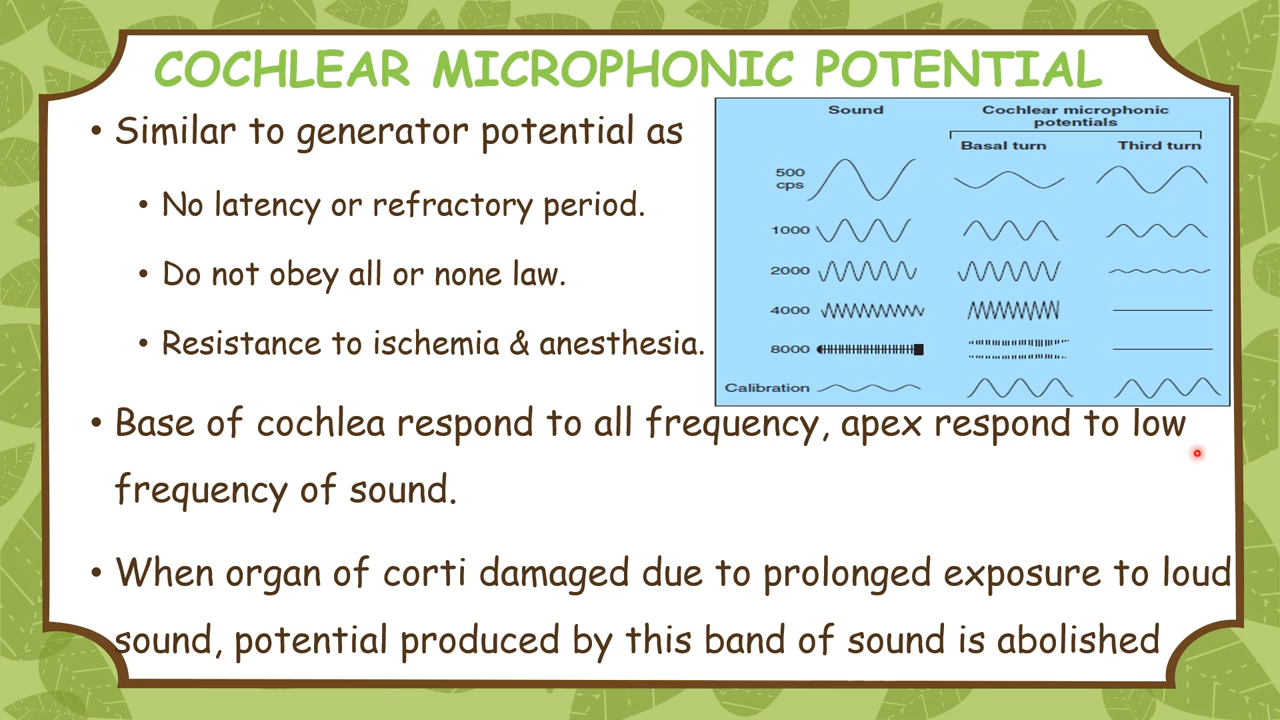 COCHLEAR MICROPHONIC POTENTIAL
• Similar to generator potential as
• No latency or refractory period.
• Do not obey all or none law.
• Resistance to ischemia & anesthesia.
Sound
Cochlear microphonic
potentials
Basal turn
Third turn
500
cps
1000
2000
4000
8000
Calibration
• Base of cochlea respond to all frequency, apex respond to low
frequency of sound.
• When organ of corti damaged due to prolonged exposure to loud
sound, potential produced by this band of sound is abolished